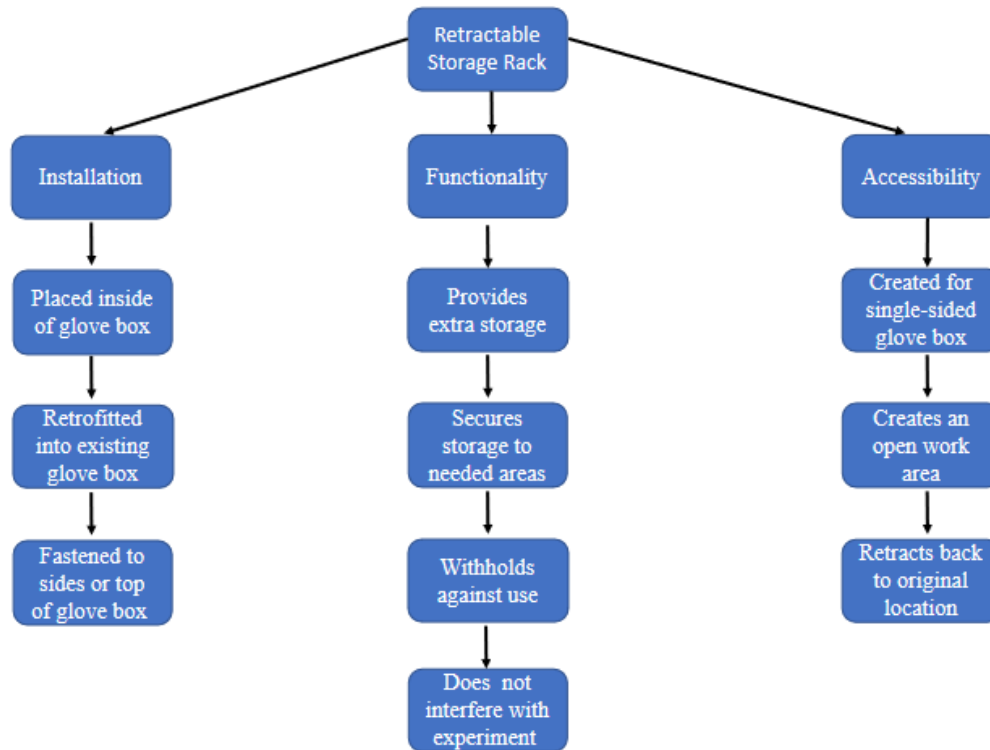 Retractable
Storage Rack
Installation
Functionality
Accessibility
Placed inside
of glove box
Provides
extra storage
Created for
single-sided
glove box
Retrofitted
into existing
glove box
Secures
storage to
needed areas
Creates an
open work
area
Fastened to
sides or top
of glove box
Withholds
against use
Retracts back
to original
location
Does not
interfere with
experiment